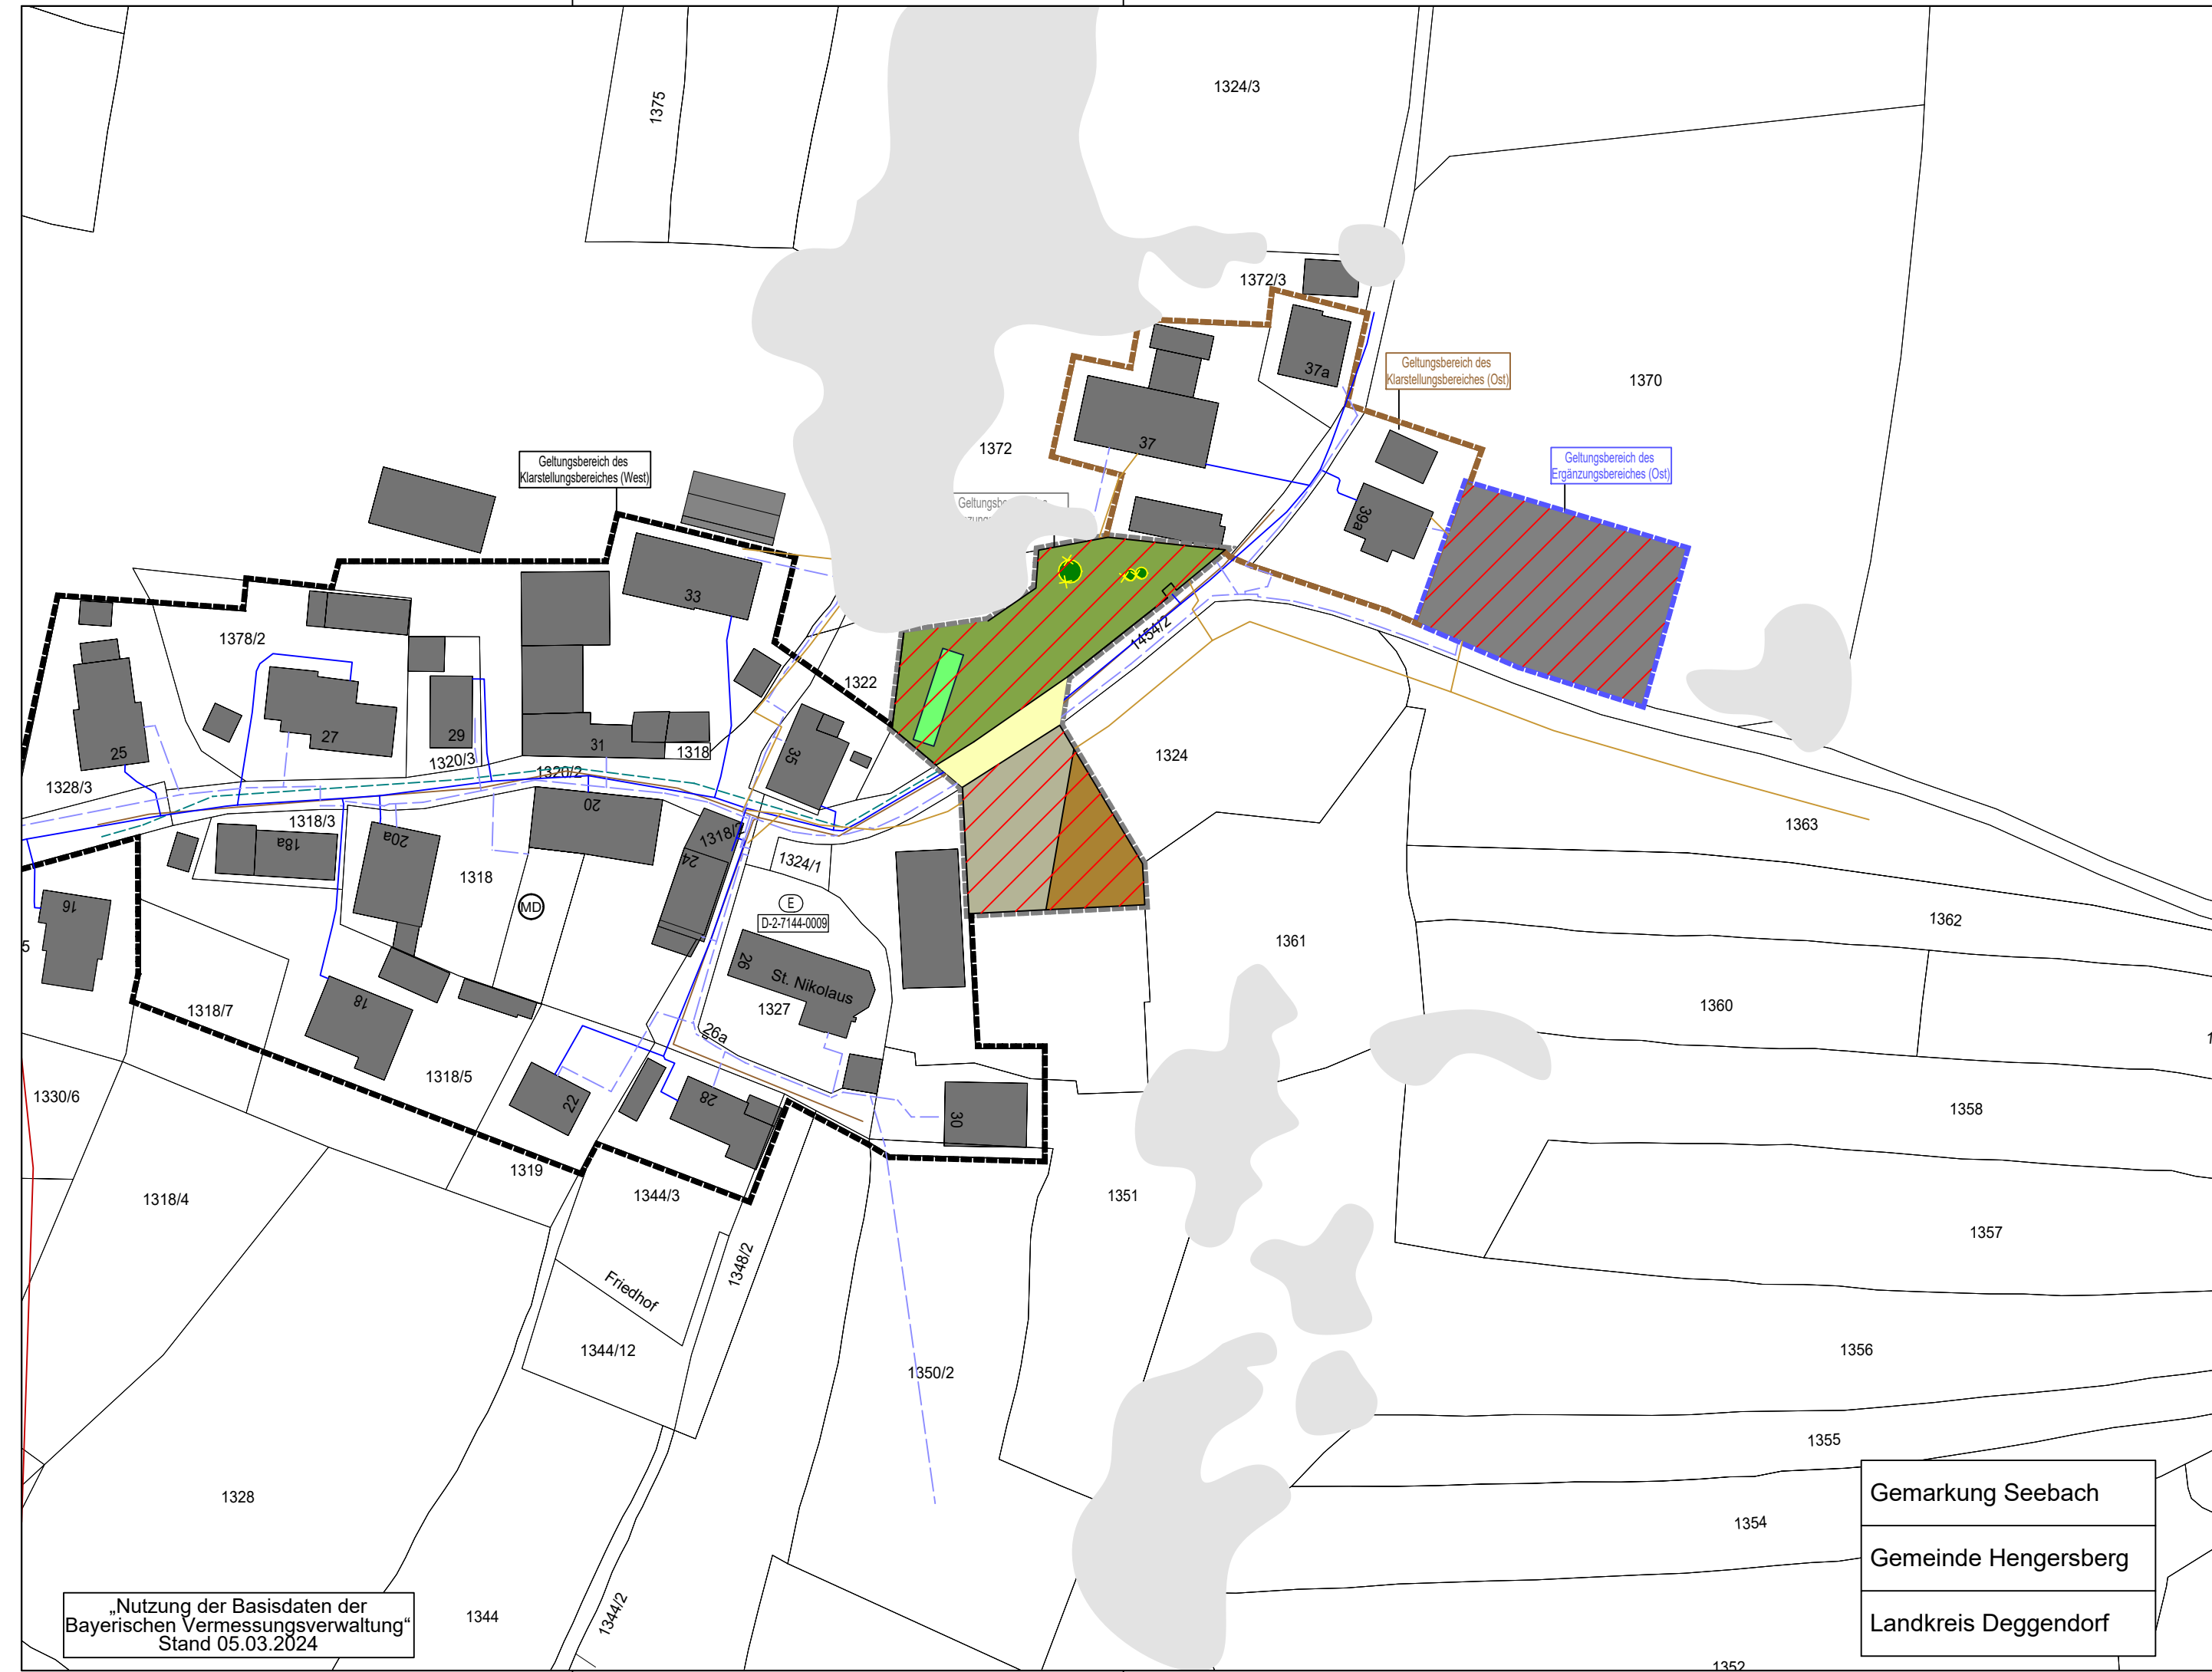 1375
1324/3
1372/3
37a
Geltungsbereich des
Klarstellungsbereiches (Ost)
1370
1372
37
Geltungsbereich des
Klarstellungsbereiches (West)
Geltungsbereich des
Ergänzungsbereiches (Ost)
39a
33
1378/2
1454/2
1322
25
27
29
31
1318
35
1320/3
1320/2
1324
1328/3
20
1318/3
18a
20a
1318/2
24
1324/1
1363
1318
MD
E
D-2-7144-0009
16
5
1362
1361
26
St. Nikolaus
1327
1360
18
1318/7
26a
1318/5
1330/6
22
28
30
1358
1319
1318/4
1344/3
1351
1357
1348/2
Friedhof
1344/12
1350/2
1356
1355
1328
1354
1344
1344/2
1352
Gemarkung Seebach
Gemeinde Hengersberg
Landkreis Deggendorf
„Nutzung der Basisdaten der
Bayerischen Vermessungsverwaltung“
Stand 05.03.2024